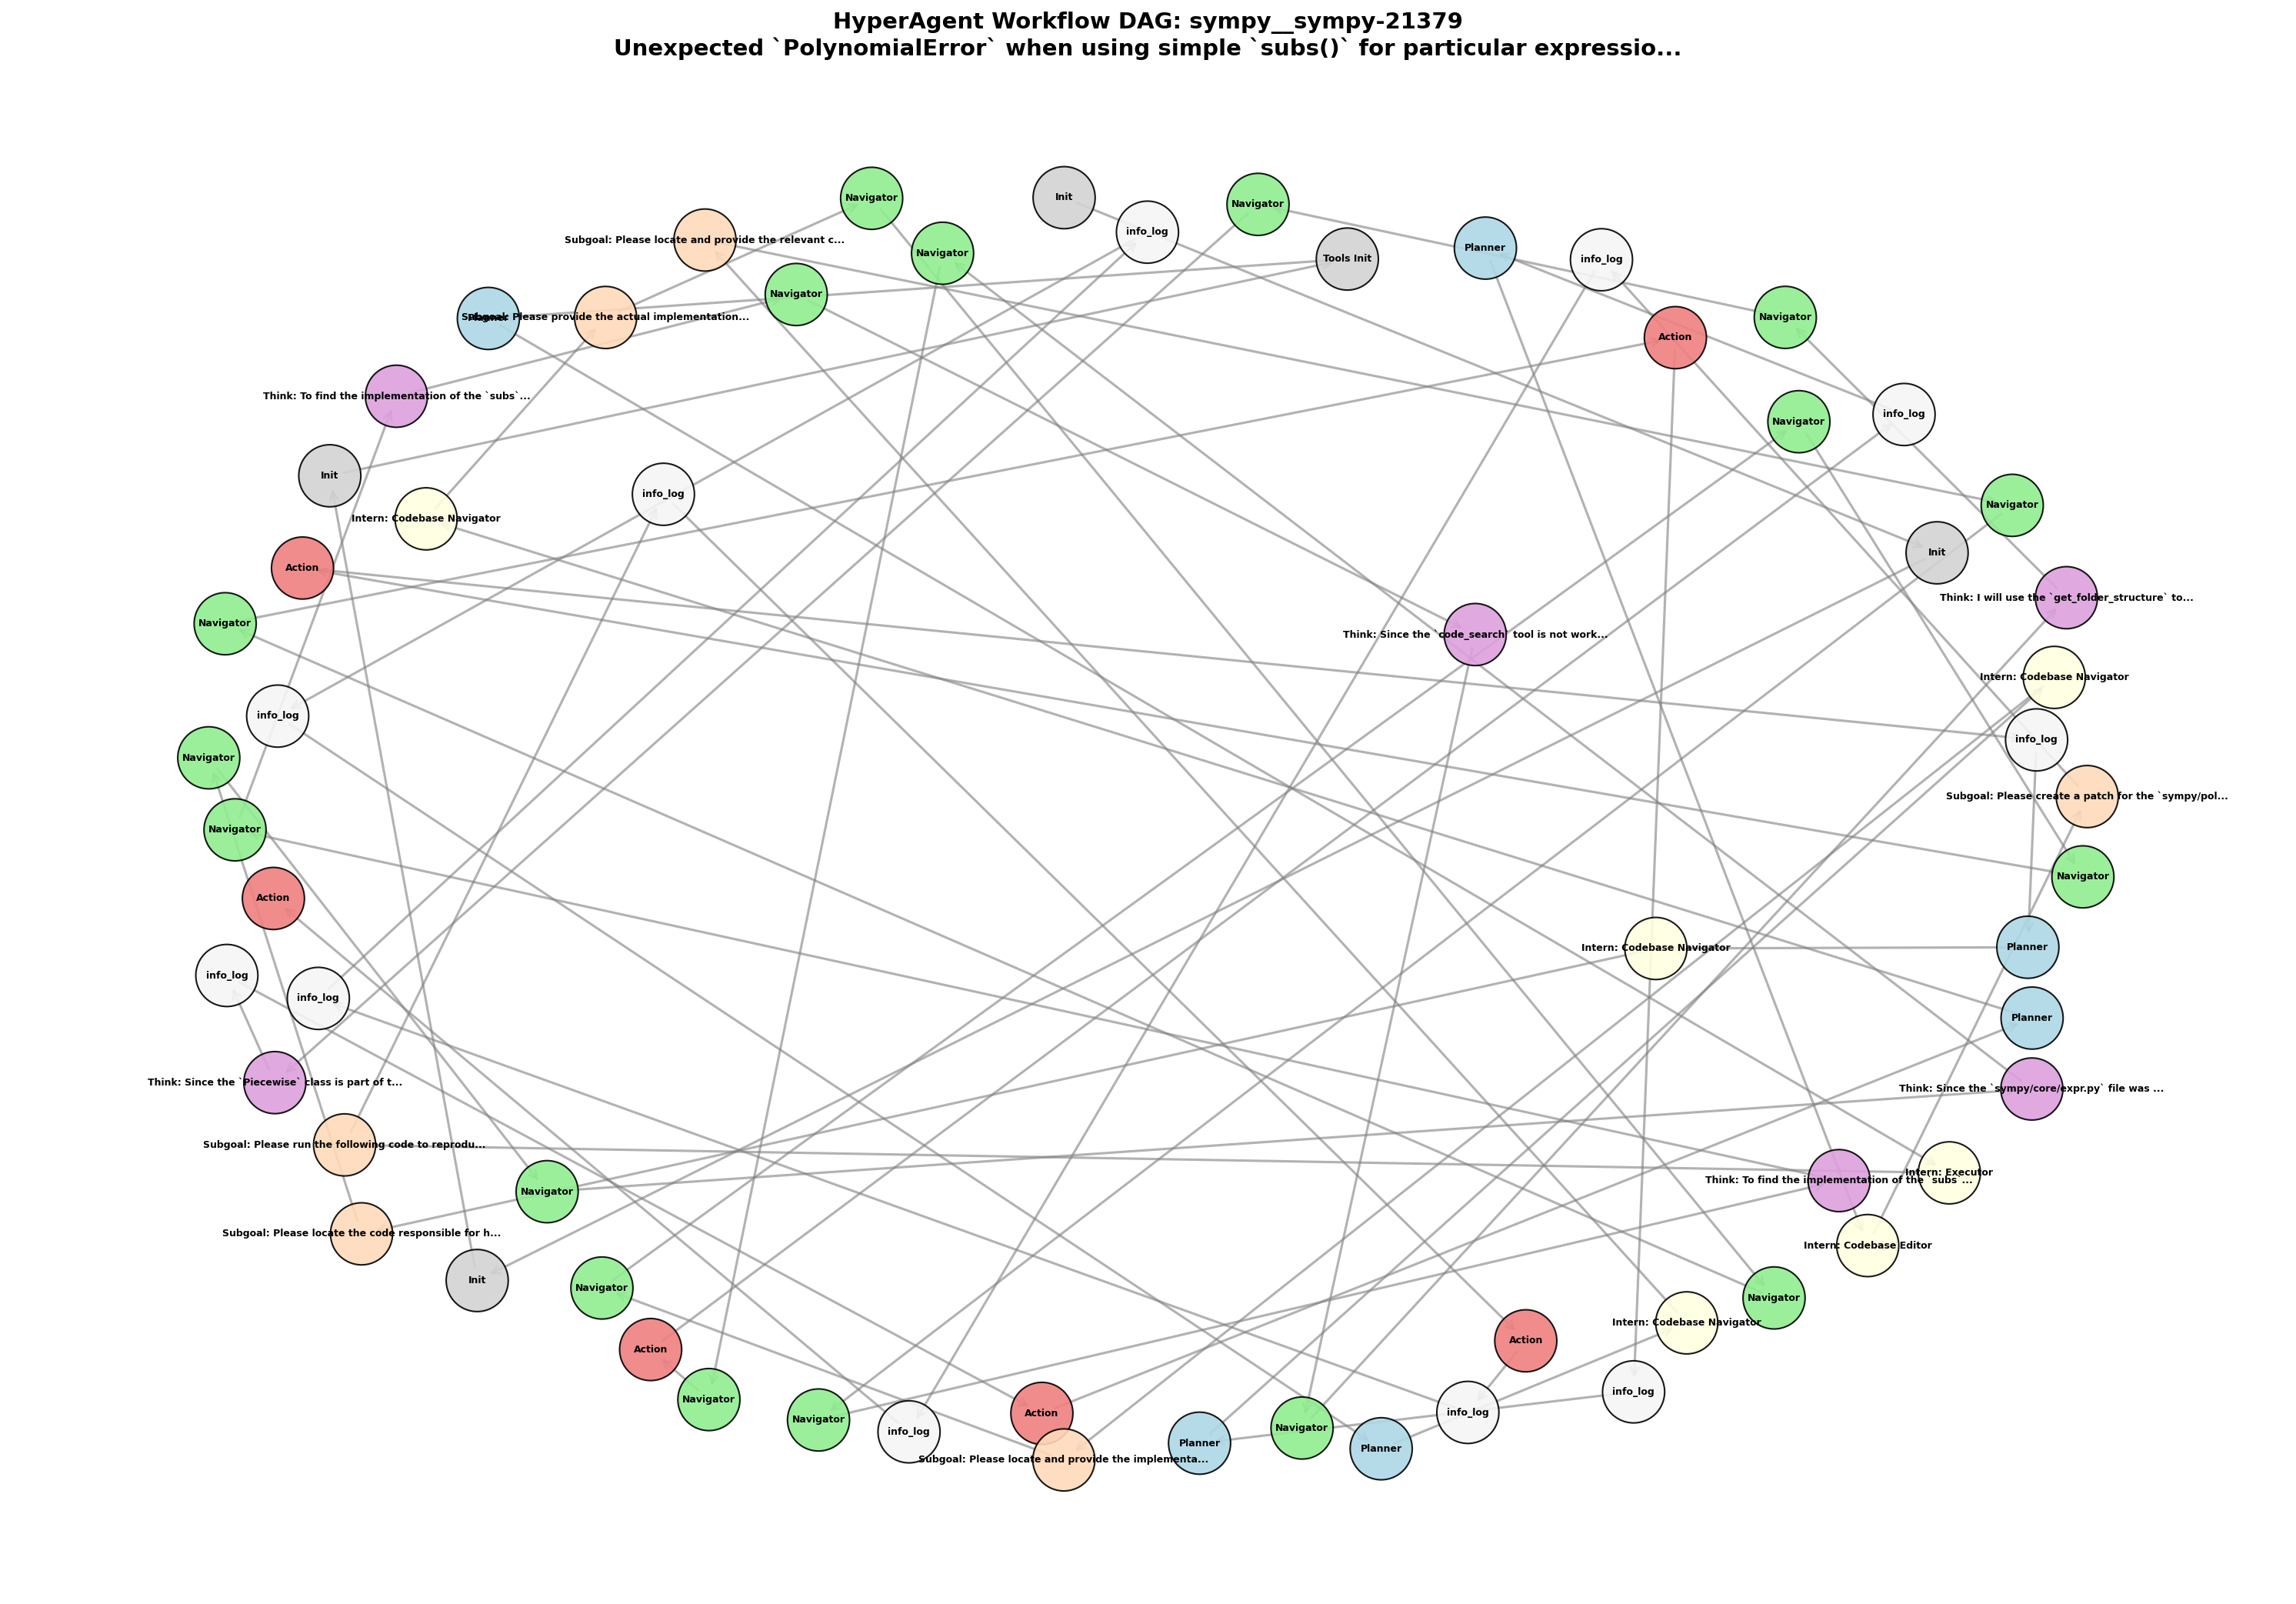 HyperAgent Workflow DAG: sympy__sympy-21379
Unexpected `PolynomialError` when using simple `subs()` for particular expressio...
Navigator
Init
Navigator
info_log
Subgoal: Please locate and provide the relevant c...
Planner
Navigator
Tools Init
info_log
Navigator
Subgoal: Please provide the actual implementation...
Planner
Navigator
Action
Think: To find the implementation of the `subs`...
info_log
Navigator
Init
info_log
Navigator
Intern: Codebase Navigator
Init
Action
Think: I will use the `get_folder_structure` to...
Navigator
Think: Since the `code_search` tool is not work...
Intern: Codebase Navigator
info_log
info_log
Navigator
Subgoal: Please create a patch for the `sympy/pol...
Navigator
Navigator
Action
Intern: Codebase Navigator
Planner
info_log
info_log
Planner
Think: Since the `Piecewise` class is part of t...
Think: Since the `sympy/core/expr.py` file was ...
Subgoal: Please run the following code to reprodu...
Intern: Executor
Think: To find the implementation of the `subs`...
Navigator
Subgoal: Please locate the code responsible for h...
Intern: Codebase Editor
Init
Navigator
Navigator
Intern: Codebase Navigator
Action
Action
Navigator
info_log
Navigator
Action
info_log
Navigator
info_log
Planner
Planner
Subgoal: Please locate and provide the implementa...